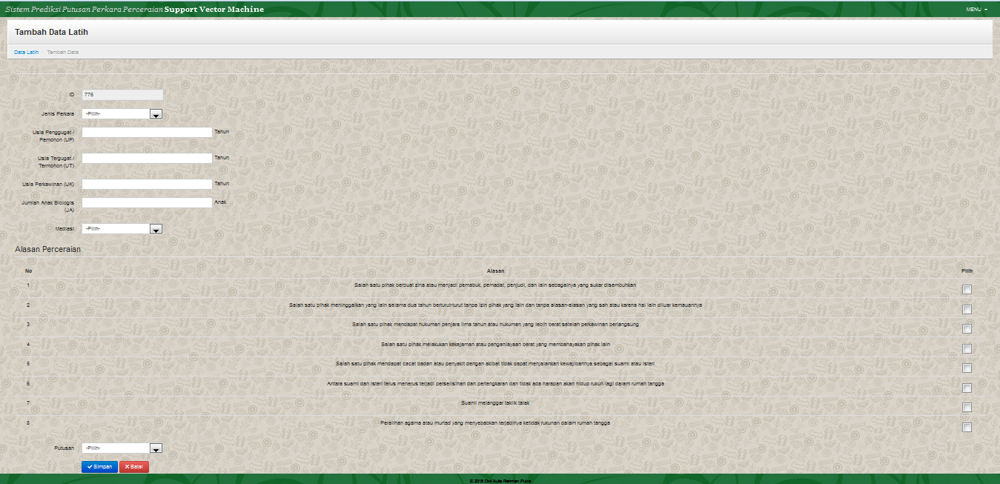 Sistem Prediksi Putusan Perkara Perceraian Support Vector Machine MENU
Tambah Data Latih
Data Latih / Tambah Data
ID 776
Jenis Perkara -Pilih-
Usia Penggugat / Tahun
Pemohon (UP)
Usia Tergugat / Tahun
Termohon (UT)
Usia Perkawinan (UK) Tahun
Jumlah Anak Biologis Anak
(JA)
Mediasi -Pilih-
Alasan Perceraian
No Alasan Pilih
1 Salah satu pihak berbuat zina atau menjadi pemabuk, pemadat, penjudi, dan lain sebagainya yang sukar disembuhkan
2 Salah satu pihak meninggalkan yang lain selama dua tahun berturut-turut tanpa izin pihak yang lain dan tanpa alasan-alasan yang sah atau karena hal lain diluar kemauannya
3 Salah satu pihak mendapat hukuman penjara lima tahun atau hukuman yang lebih berat setelah perkawinan berlangsung
4 Salah satu pihak melakukan kekejaman atau penganiayaan berat yang membahayakan pihak lain
5 Salah satu pihak mendapat cacat badan atau penyakit dengan akibat tidak dapat menjalankan kewajibannya sebagai suami atau isteri
6 Antara suami dan isteri terus menerus terjadi perselisihan dan pertengkaran dan tidak ada harapan akan hidup rukun lagi dalam rumah tangga
7 Suami melanggar taklik talak
8 Peralihan agama atau murtad yang menyebabkan terjadinya ketidak rukunan dalam rumah tangga
Putusan -Pilih-
Simpan Batal
© 2016 Owi Aulia Rahman Putra.